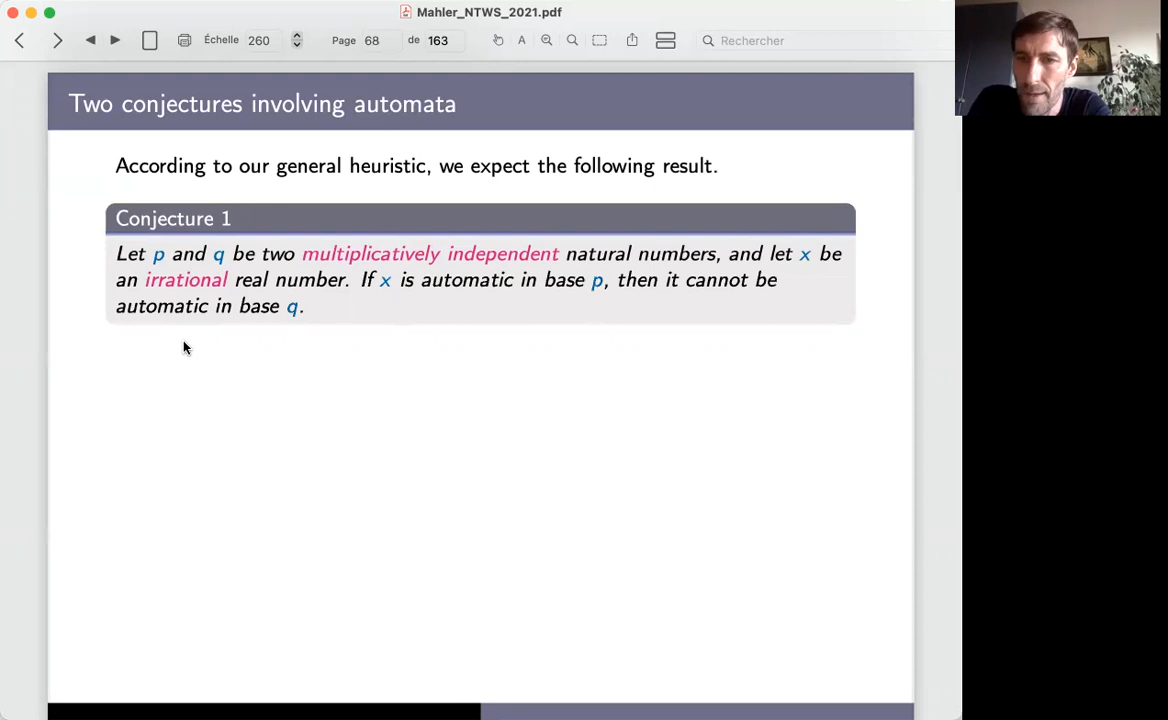 Mahler_NTWS_2021.pdf
Échelle 260 Page 68 de 163 Rechercher
Two conjectures involving automata
According to our general heuristic, we expect the following result.
Conjecture 1
Let p and q be two multiplicatively independent natural numbers, and let x be
an irrational real number. If x is automatic in base p, then it cannot be
automatic in base q.